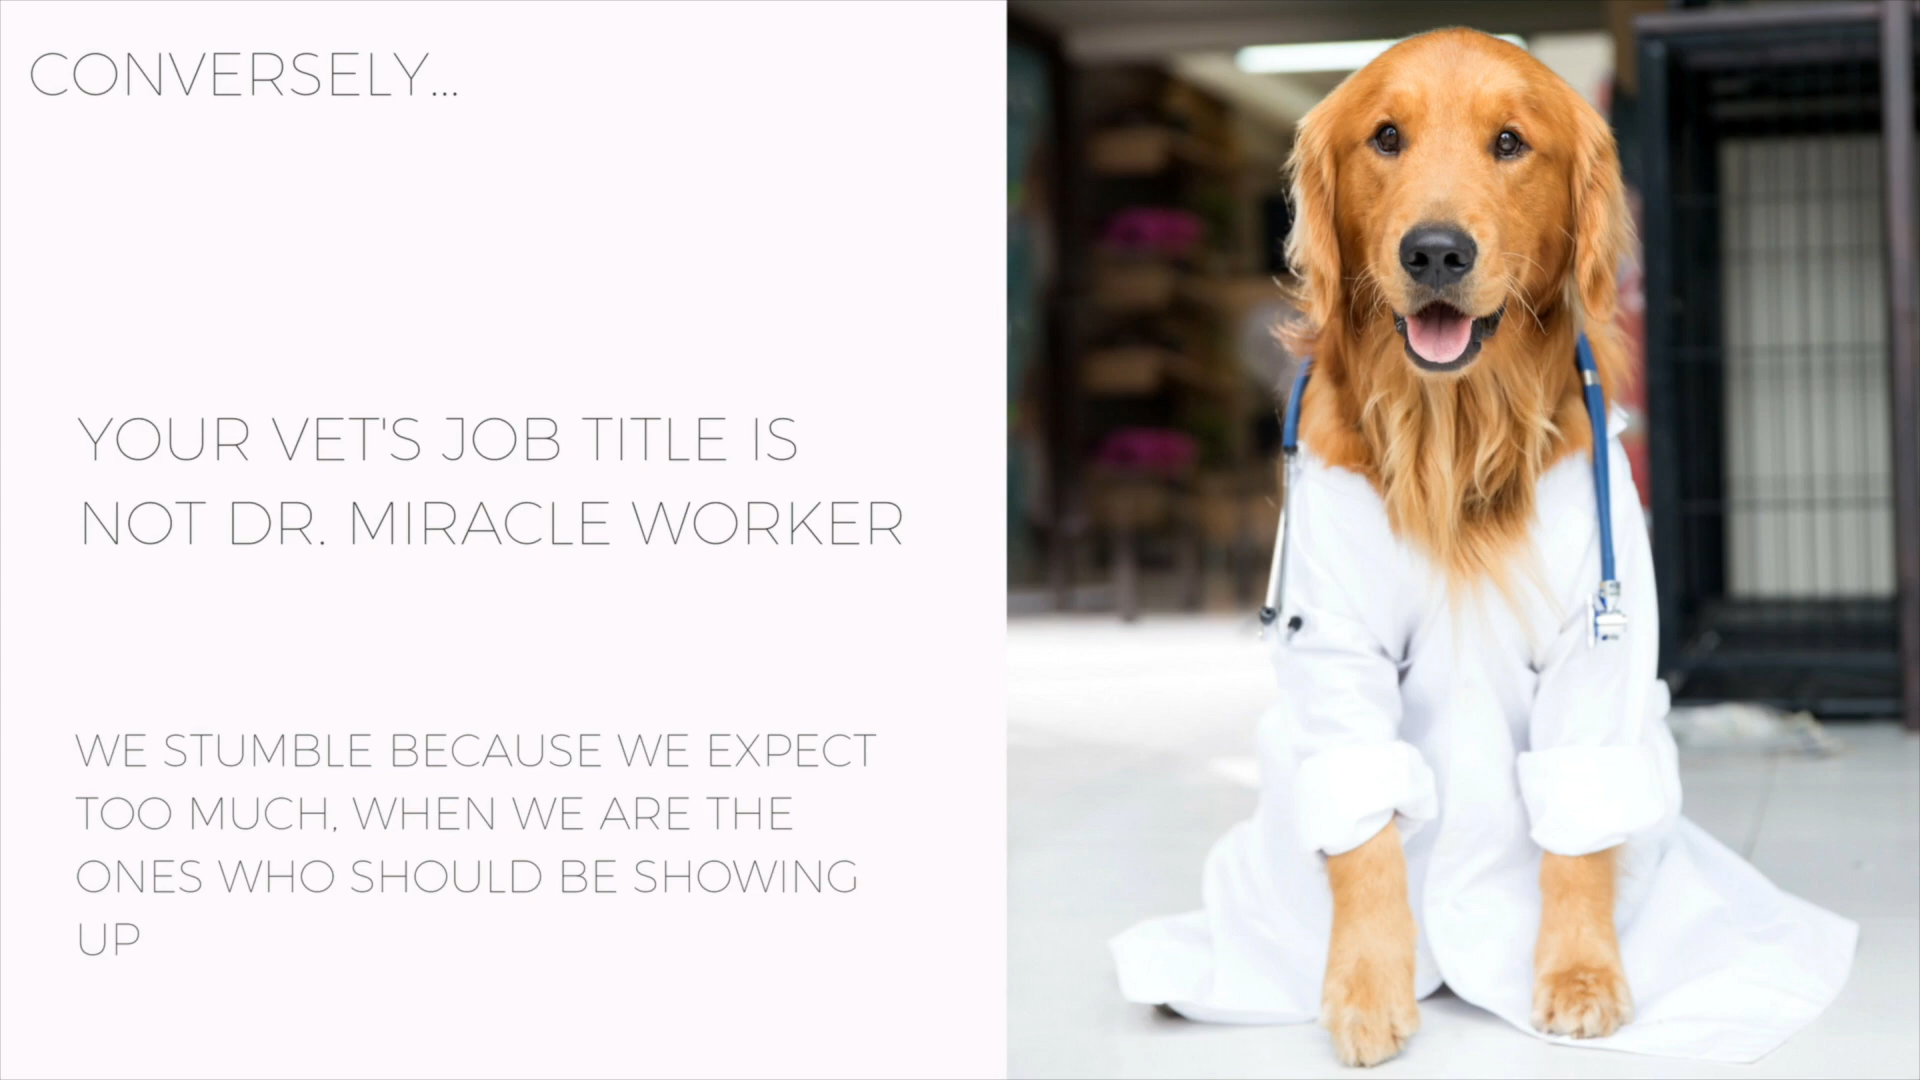 CONVERSELY...
YOUR VET'S JOB TITLE IS
NOT DR. MIRACLE WORKER
WE STUMBLE BECAUSE WE EXPECT
TOO MUCH, WHEN WE ARE THE
ONES WHO SHOULD BE SHOWING
UP